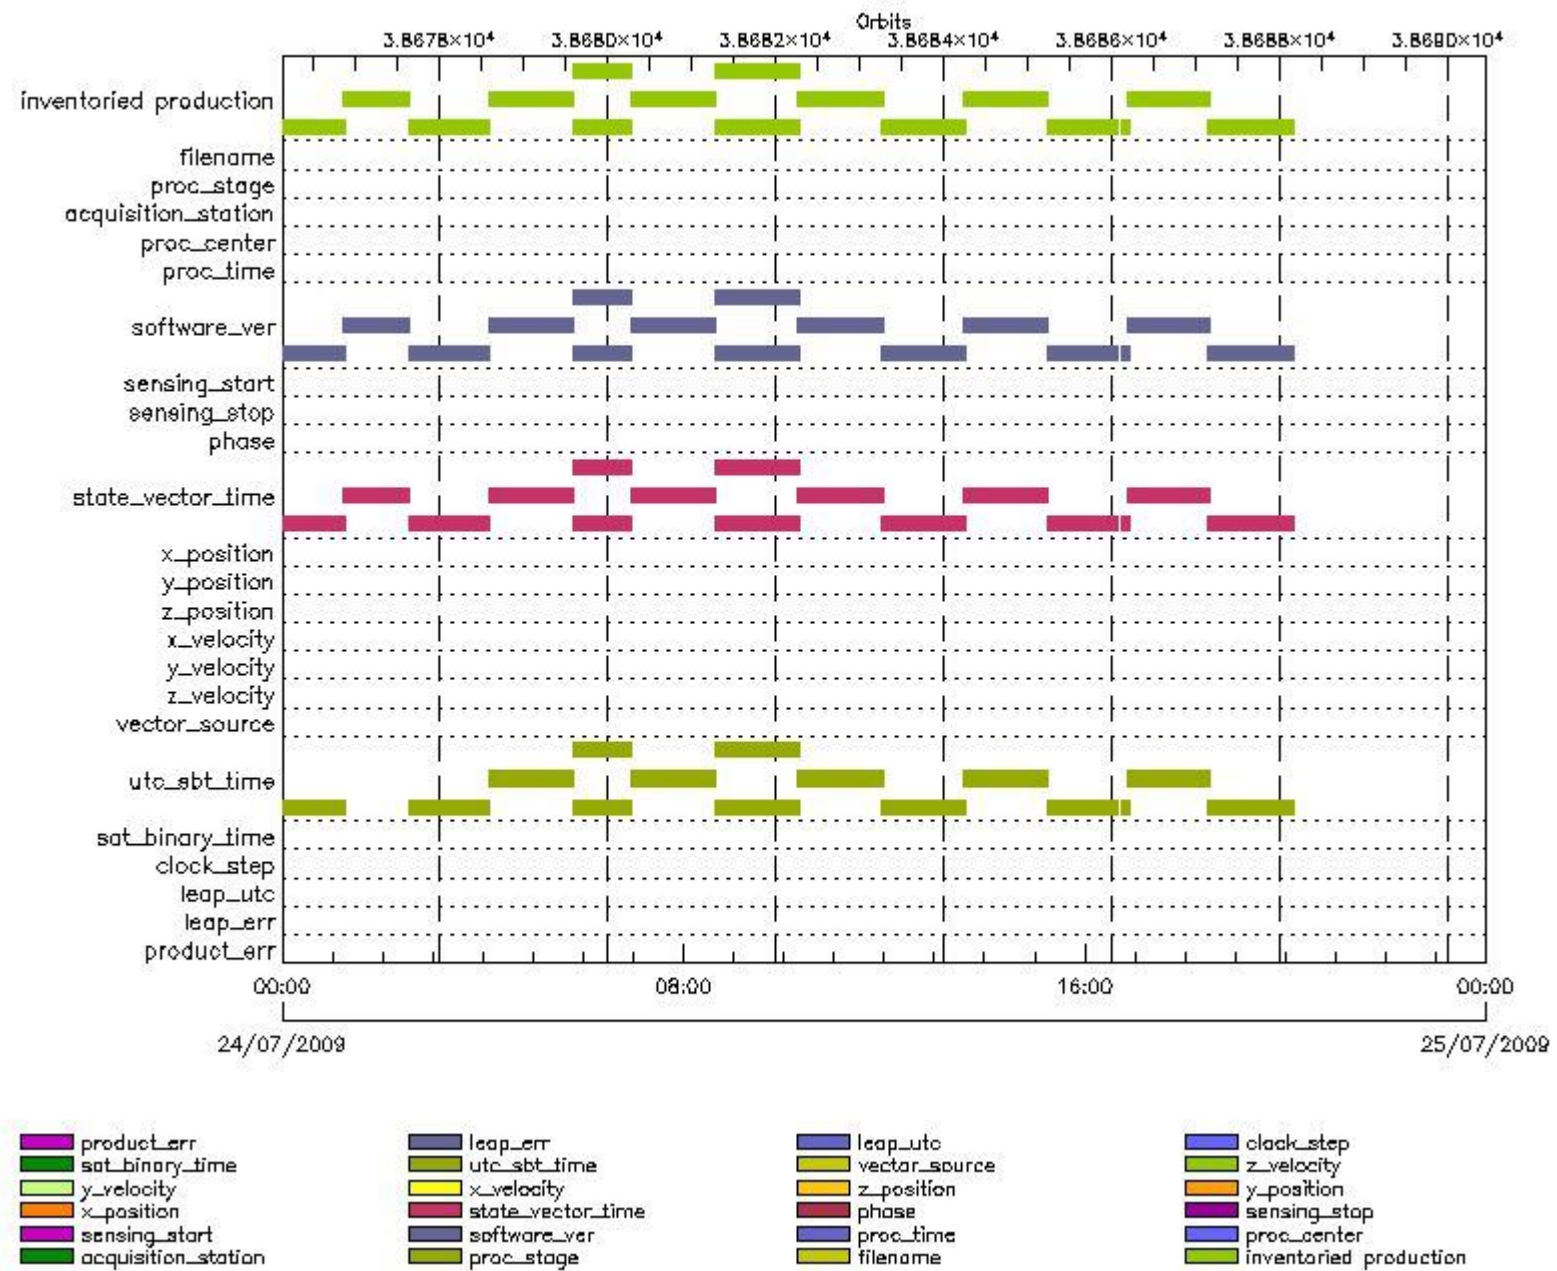 Orbits
3.8678×10⁴ 3.8680×10⁴ 3.8682×10⁴ 3.8684×10⁴ 3.8686×10⁴ 3.8688×10⁴ 3.8690×10⁴
inventoried production
filename
proc_stage
acquisition_station
proc_center
proc_time
software_ver
sensing_start
sensing_stop
phase
state_vector_time
x_position
y_position
z_position
x_velocity
y_velocity
z_velocity
vector_source
utc_sbt_time
sat_binary_time
clock_step
leap_utc
leap_err
product_err
00:00 08:00 16:00 00:00
24/07/2009 25/07/2009
product_err leap_err leap_utc clock_step
sat_binary_time utc_sbt_time vector_source z_velocity
y_velocity x_velocity z_position y_position
x_position state_vector_time phase sensing_stop
sensing_start software_ver proc_time proc_center
acquisition_station proc_stage filename inventoried production